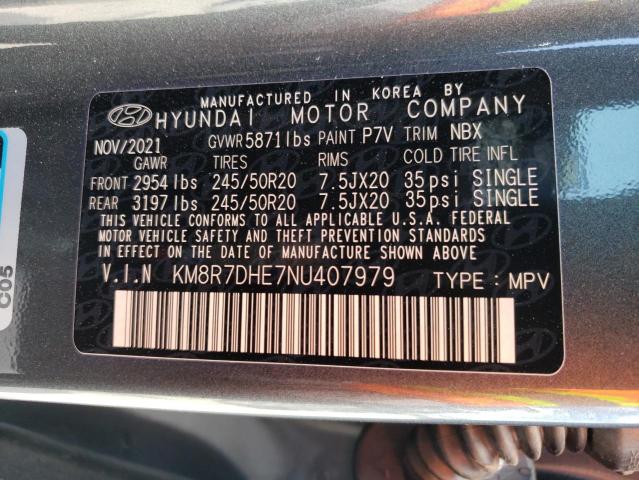 MANUFACTURED IN KOREA BY
HYUNDAI MOTOR COMPANY
NOV/2021 GVWR 5871lbs PAINT P7V TRIM NBX
GAWR TIRES RIMS COLD TIRE INFL
FRONT 2954 lbs 245/50R20 7.5JX20 35psi SINGLE
REAR 3197 lbs 245/50R20 7.5JX20 35psi SINGLE
THIS VEHICLE CONFORMS TO ALL APPLICABLE U.S.A. FEDERAL
MOTOR VEHICLE SAFETY AND THEFT PREVENTION STANDARDS
IN EFFECT ON THE DATE OF MANUFACTURE SHOWN ABOVE
V.I.N KM8R7DHE7NU407979 TYPE : MPV
C05